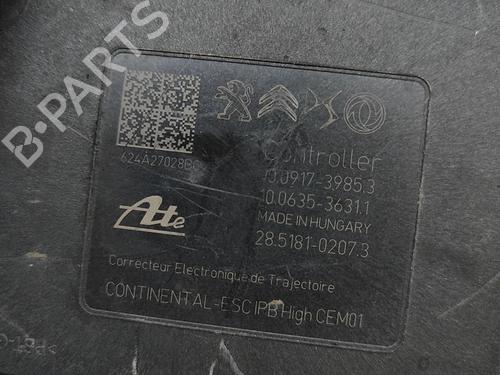 B-PARTS
624A27028BC
Controller
10.0917-3985.3
10.0635-3631.1
MADE IN HUNGARY
28.5181-0207.3
Ate
Correcteur Electronique de Trajectoire
CONTINENTAL-ESC IPB High CEM01